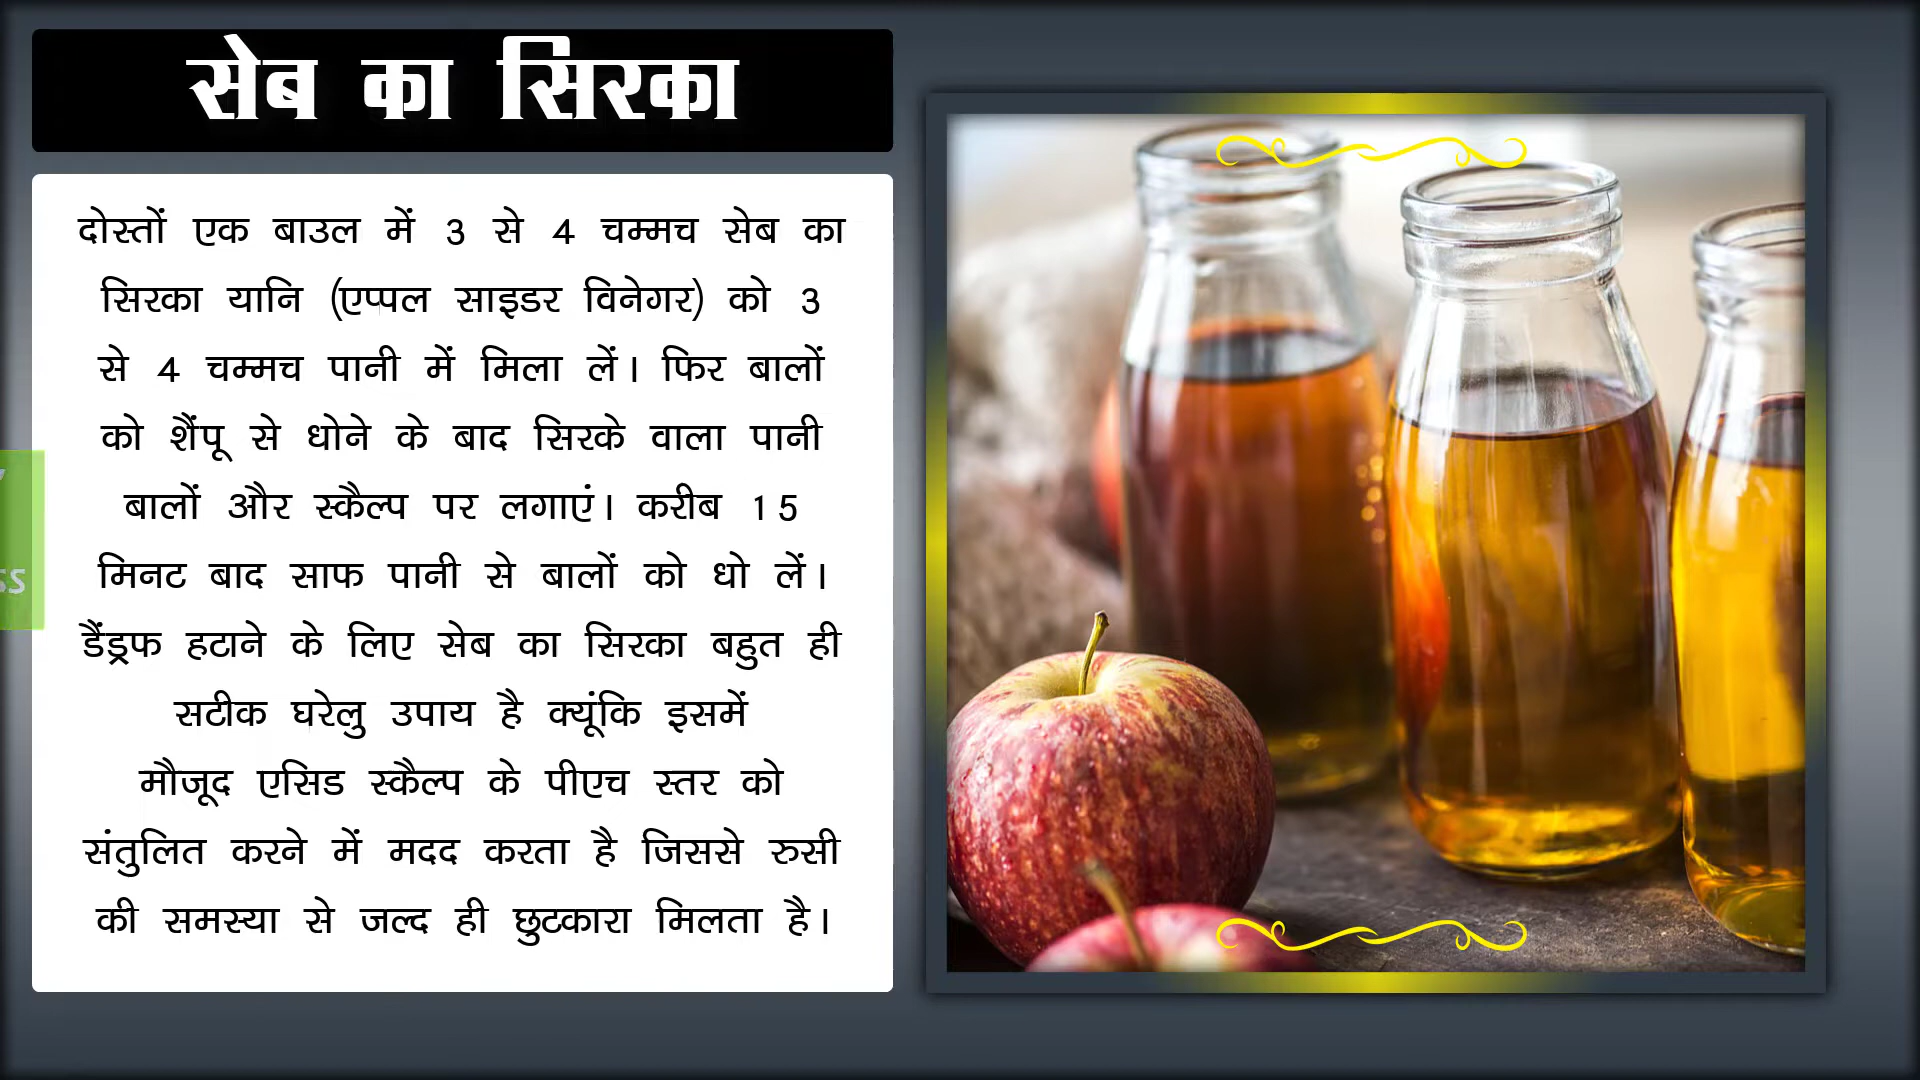 सेब का सिरका
दोस्तों एक बाउल में 3 से 4 चम्मच सेब का
सिरका यानि (एप्पल साइडर विनेगर) को 3
से 4 चम्मच पानी में मिला लें। फिर बालों
को शैंपू से धोने के बाद सिरके वाला पानी
बालों और स्कैल्प पर लगाएं। करीब 15
मिनट बाद साफ पानी से बालों को धो लें।
डैंड्रफ हटाने के लिए सेब का सिरका बहुत ही
सटीक घरेलु उपाय है क्यूंकि इसमें
मौजूद एसिड स्कैल्प के पीएच स्तर को
संतुलित करने में मदद करता है जिससे रुसी
की समस्या से जल्द ही छुटकारा मिलता है।